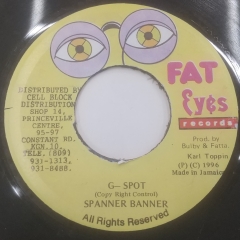 FAT
Eyes
records
DISTRIBUTED BY
CELL BLOCK
DISTRIBUTION
SHOP 14,
PRINCEVILLE
CENTRE,
95-97
CONSTANT RD.
KGN. 10,
TELE. (809)
931-1313,
931-8488.
Prod. by
Bulby & Fatta
Karl Toppin
(P) (C) 1996
Made in Jamaica
G- SPOT
(Copy Right Control)
SPANNER BANNER
All Rights Reserved